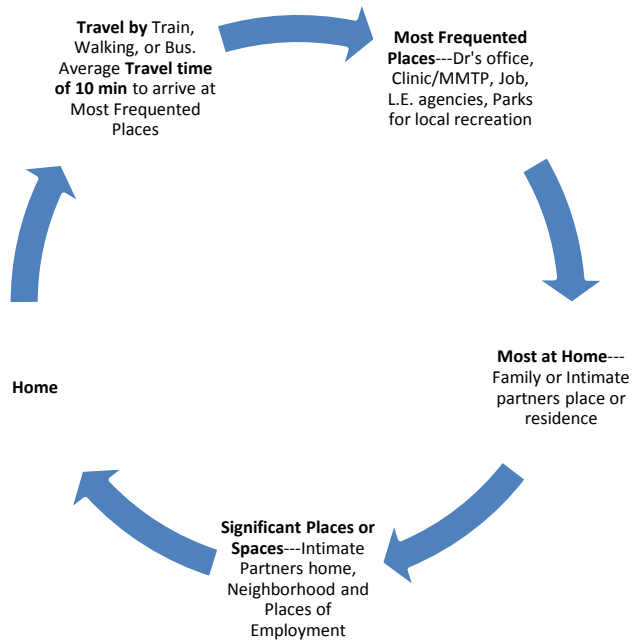 Travel by Train,
Walking, or Bus.
Average Travel time
of 10 min to arrive at
Most Frequented
Places
Most Frequented
Places---Dr's office,
Clinic/MMTP, Job,
L.E. agencies, Parks
for local recreation
Most at Home---
Family or Intimate
partners place or
residence
Significant Places or
Spaces---Intimate
Partners home,
Neighborhood and
Places of
Employment
Home